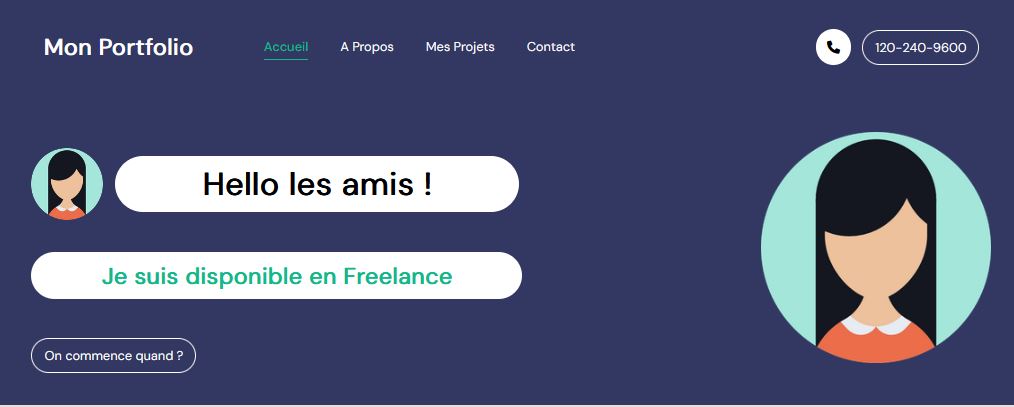 Mon Portfolio
Accueil
A Propos
Mes Projets
Contact
120-240-9600
Hello les amis !
Je suis disponible en Freelance
On commence quand ?